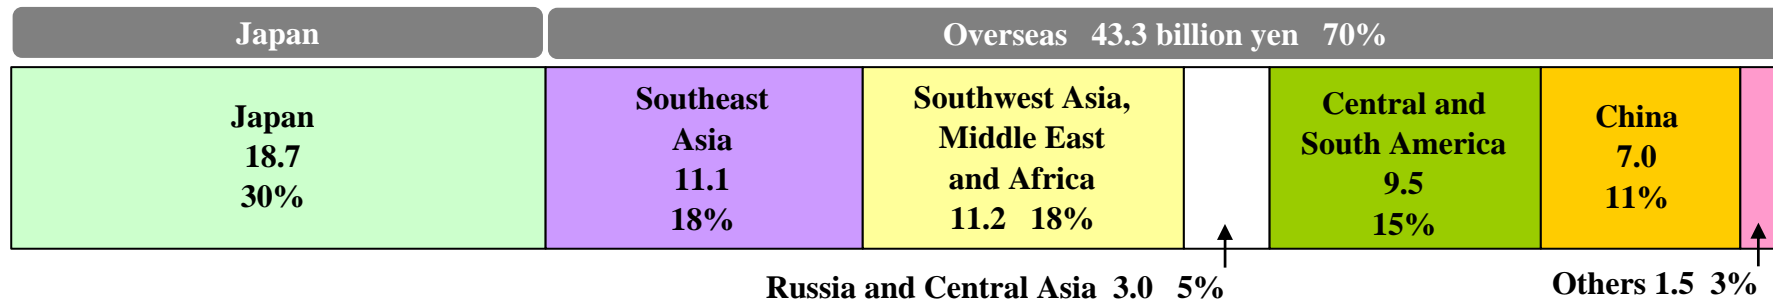 Japan
Overseas 43.3 billion yen 70%
Japan
18.7
30%
Southeast
Asia
11.1
18%
Southwest Asia,
Middle East
and Africa
11.2 18%
Central and
South America
9.5
15%
China
7.0
11%
Russia and Central Asia 3.0 5%
Others 1.5 3%